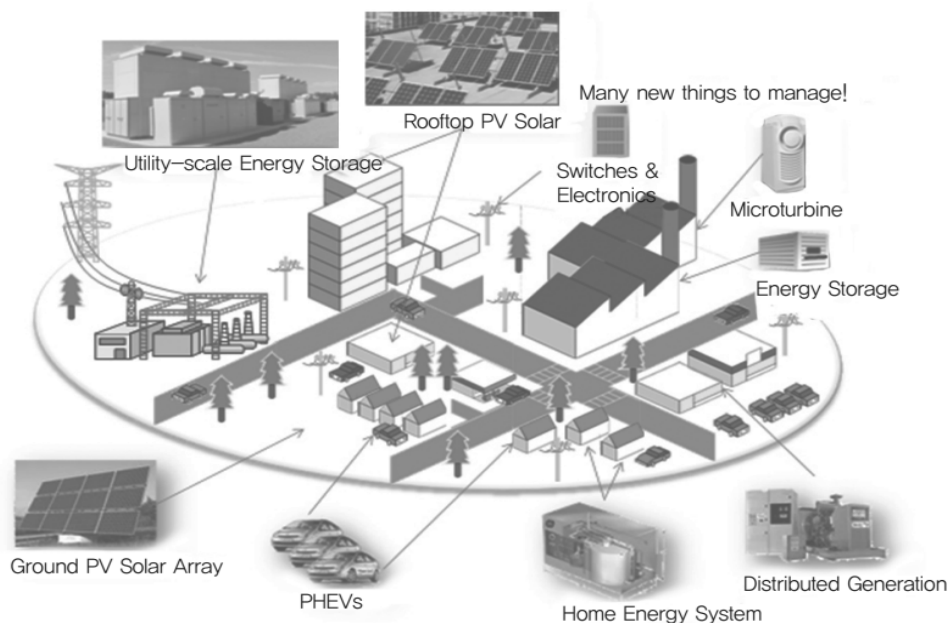 Many new things to manage!
Rooftop PV Solar
Utility-scale Energy Storage
Switches &
Electronics
Microturbine
Energy Storage
Ground PV Solar Array
PHEVs
Home Energy System
Distributed Generation